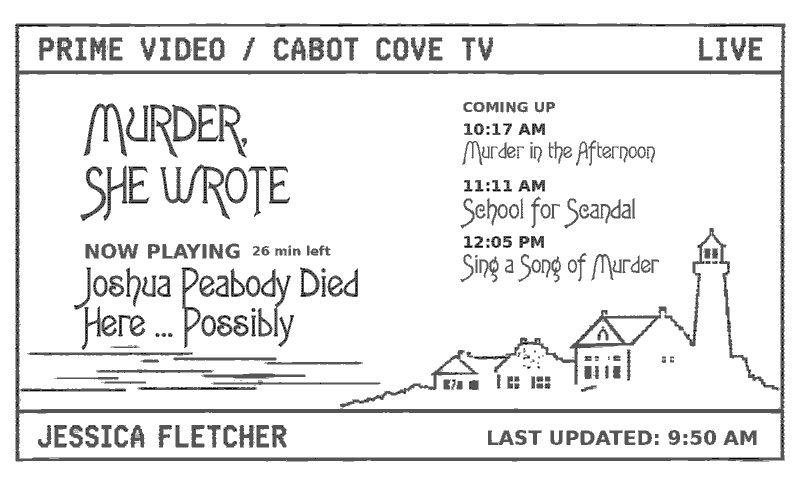 PRIME VIDEO / CABOT COVE TV
LIVE
MURDER,
SHE WROTE
NOW PLAYING 26 min left
Joshua Peabody Died
Here ... Possibly
COMING UP
10:17 AM
Murder in the Afternoon
11:11 AM
School for Scandal
12:05 PM
Sing a Song of Murder
JESSICA FLETCHER
LAST UPDATED: 9:50 AM